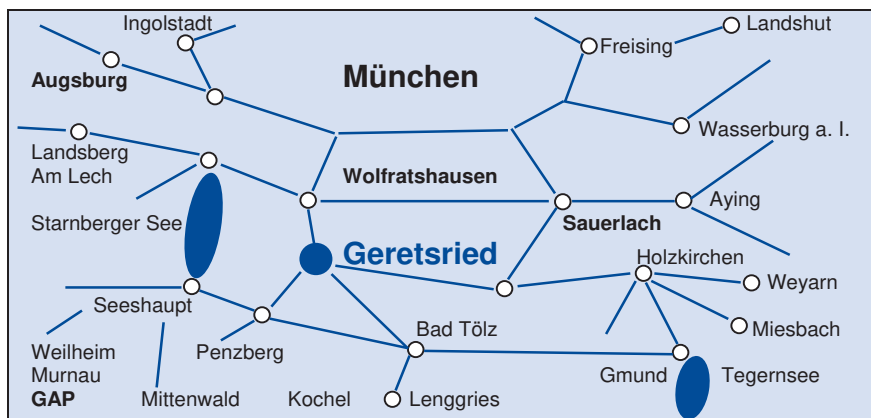 Ingolstadt
Landshut
Freising
Augsburg
München
Wasserburg a. I.
Landsberg
Am Lech
Wolfratshausen
Aying
Starnberger See
Sauerlach
Geretsried
Holzkirchen
Weyarn
Seeshaupt
Bad Tölz
Miesbach
Weilheim
Penzberg
Murnau
Gmund
Tegernsee
GAP
Mittenwald
Kochel
Lenggries